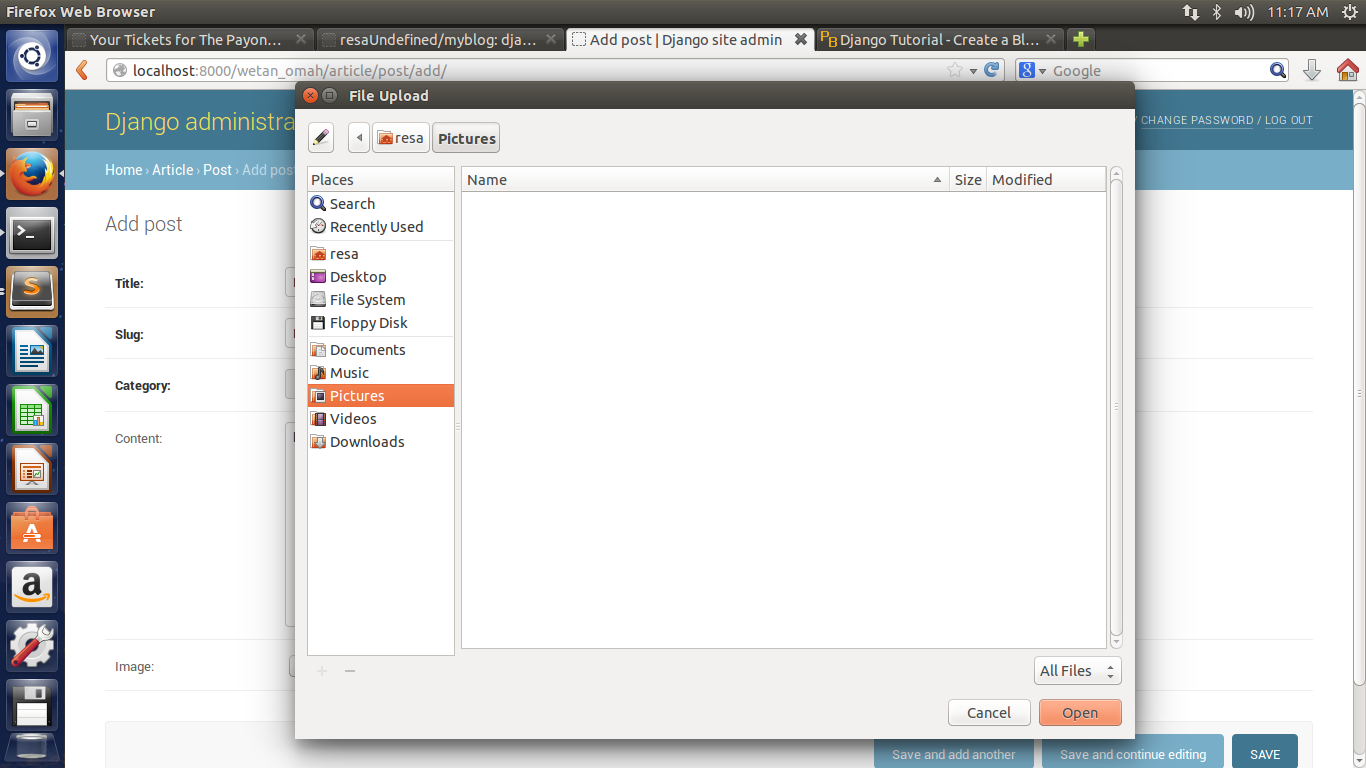 Firefox Web Browser
11:17 AM
Your Tickets for The Payon...
resaUndefined/myblog: dja...
Add post | Django site admin
Django Tutorial - Create a Bl...
localhost:8000/wetan_omah/article/post/add/
Google
File Upload
Django administra
/ CHANGE PASSWORD / LOG OUT
resa
Pictures
Home › Article › Post › Add pos
Places
Name
Size
Modified
Search
Recently Used
resa
Desktop
File System
Floppy Disk
Documents
Music
Pictures
Videos
Downloads
Add post
Title:
Slug:
Category:
Content:
Image:
All Files
Cancel
Open
Save and add another
Save and continue editing
SAVE